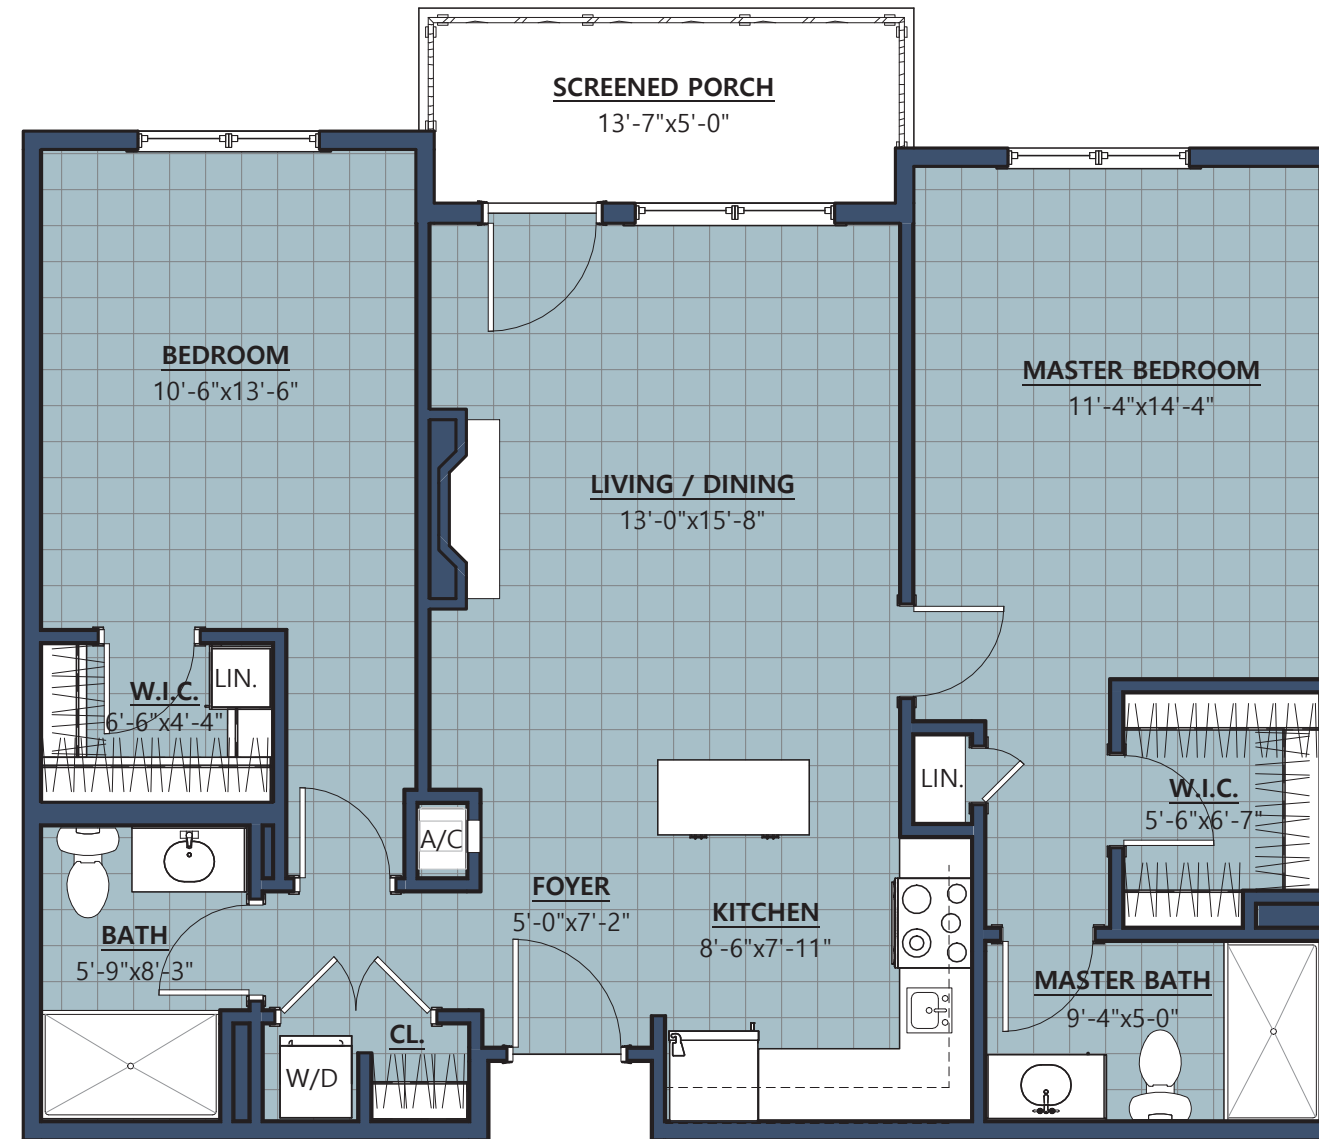 SCREENED PORCH
13'-7"x5'-0"
BEDROOM
10'-6"x13'-6"
MASTER BEDROOM
11'-4"x14'-4"
LIVING / DINING
13'-0"x15'-8"
LIN.
W.I.C.
6'-6"x4'-4"
LIN.
W.I.C.
5'-6"x6'-7"
A/C
FOYER
5'-0"x7'-2"
KITCHEN
8'-6"x7'-11"
BATH
5'-9"x8'-3"
MASTER BATH
9'-4"x5-0"
CL.
W/D